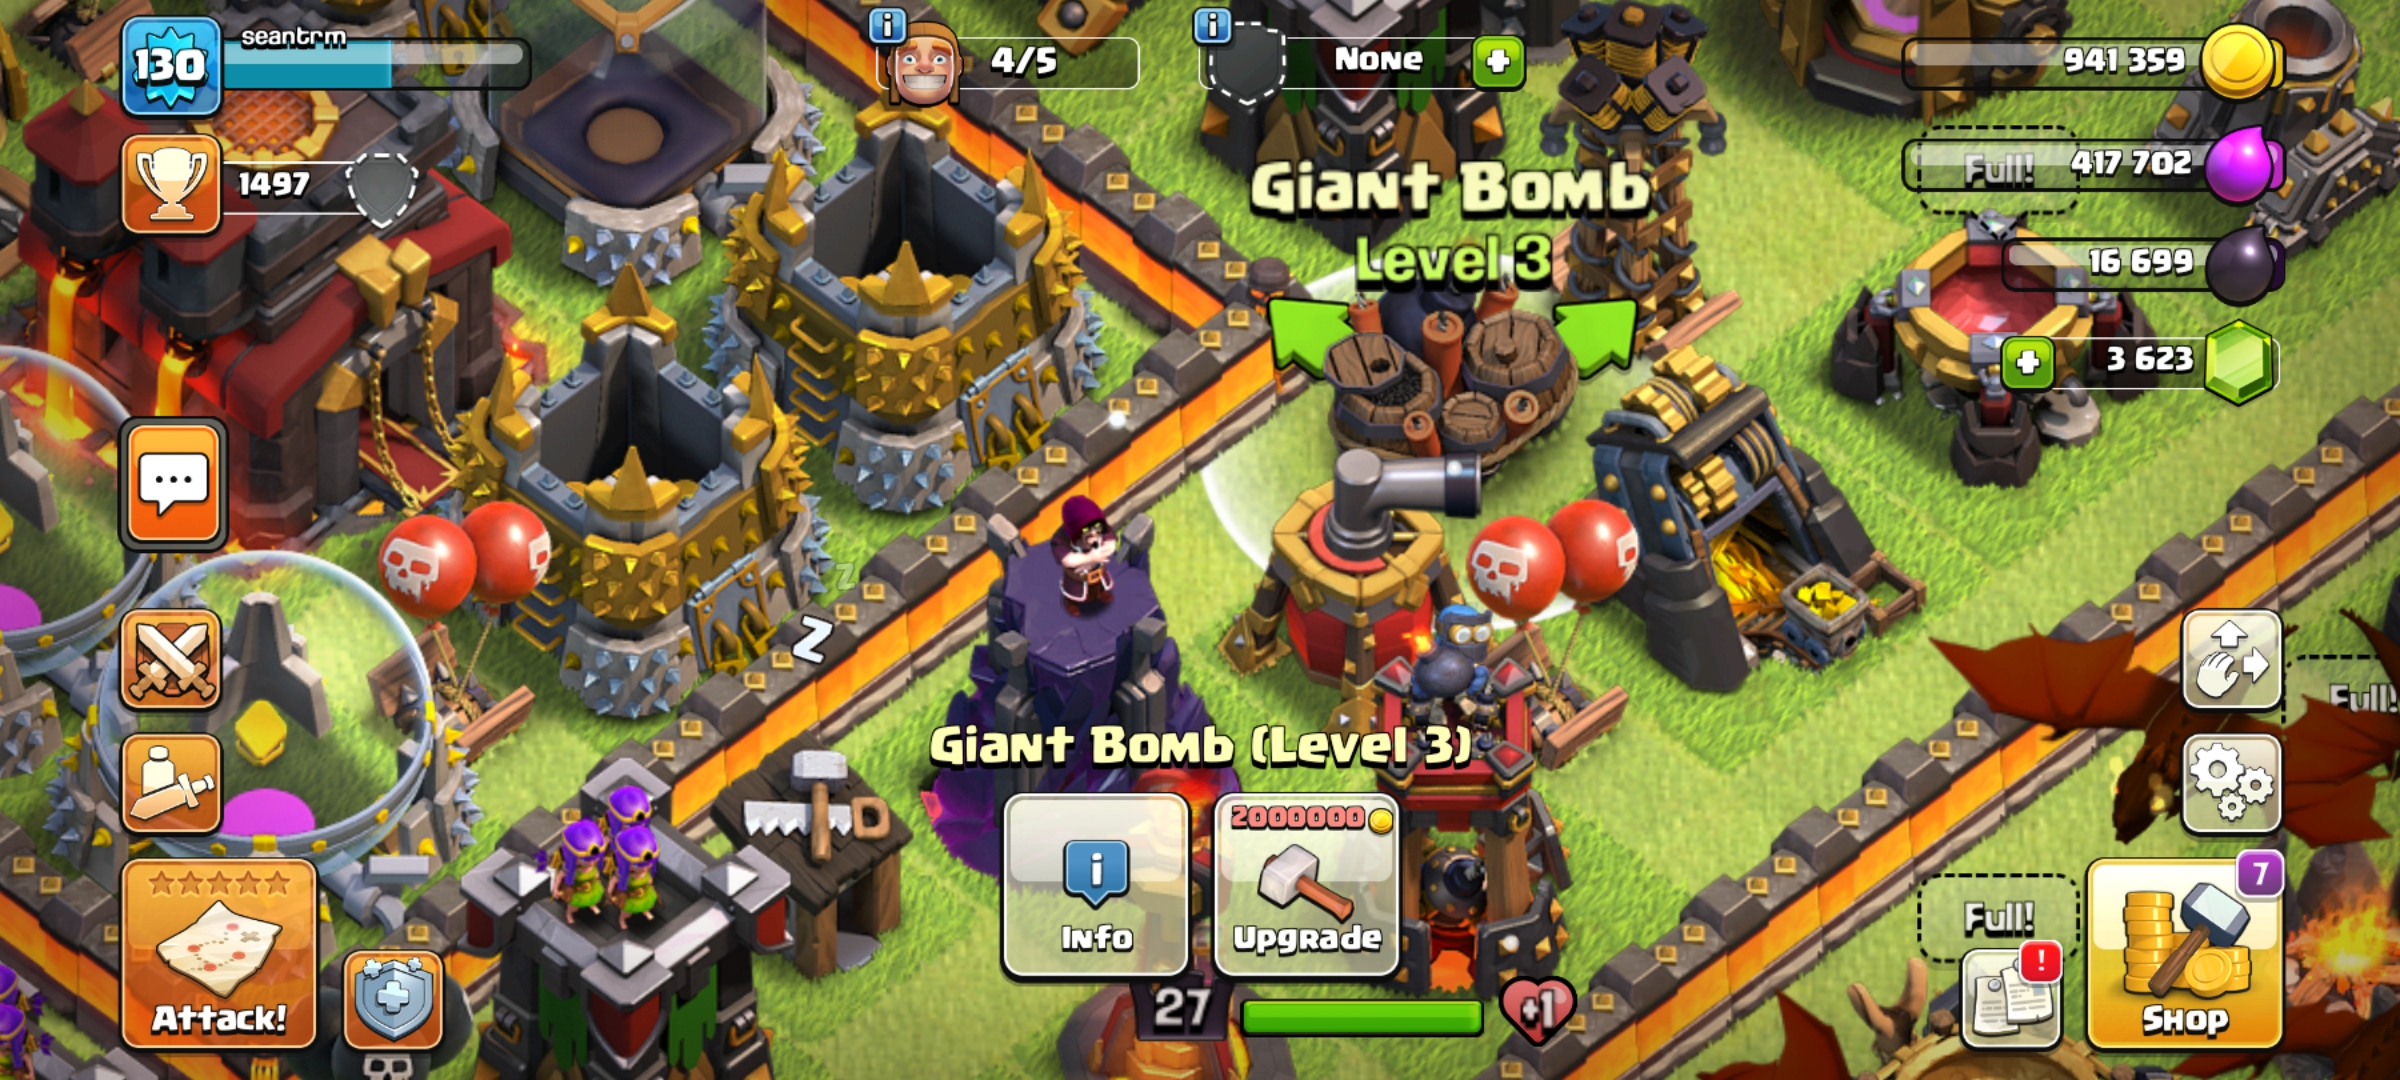 130
seantrm
4/5
None
941 359
1497
Full!
417 702
16 699
3 623
Giant Bomb
Level 3
z
Z
Full!
Giant Bomb (Level 3)
2000000
Info
Upgrade
Attack!
27
+1
Full!
!
7
Shop